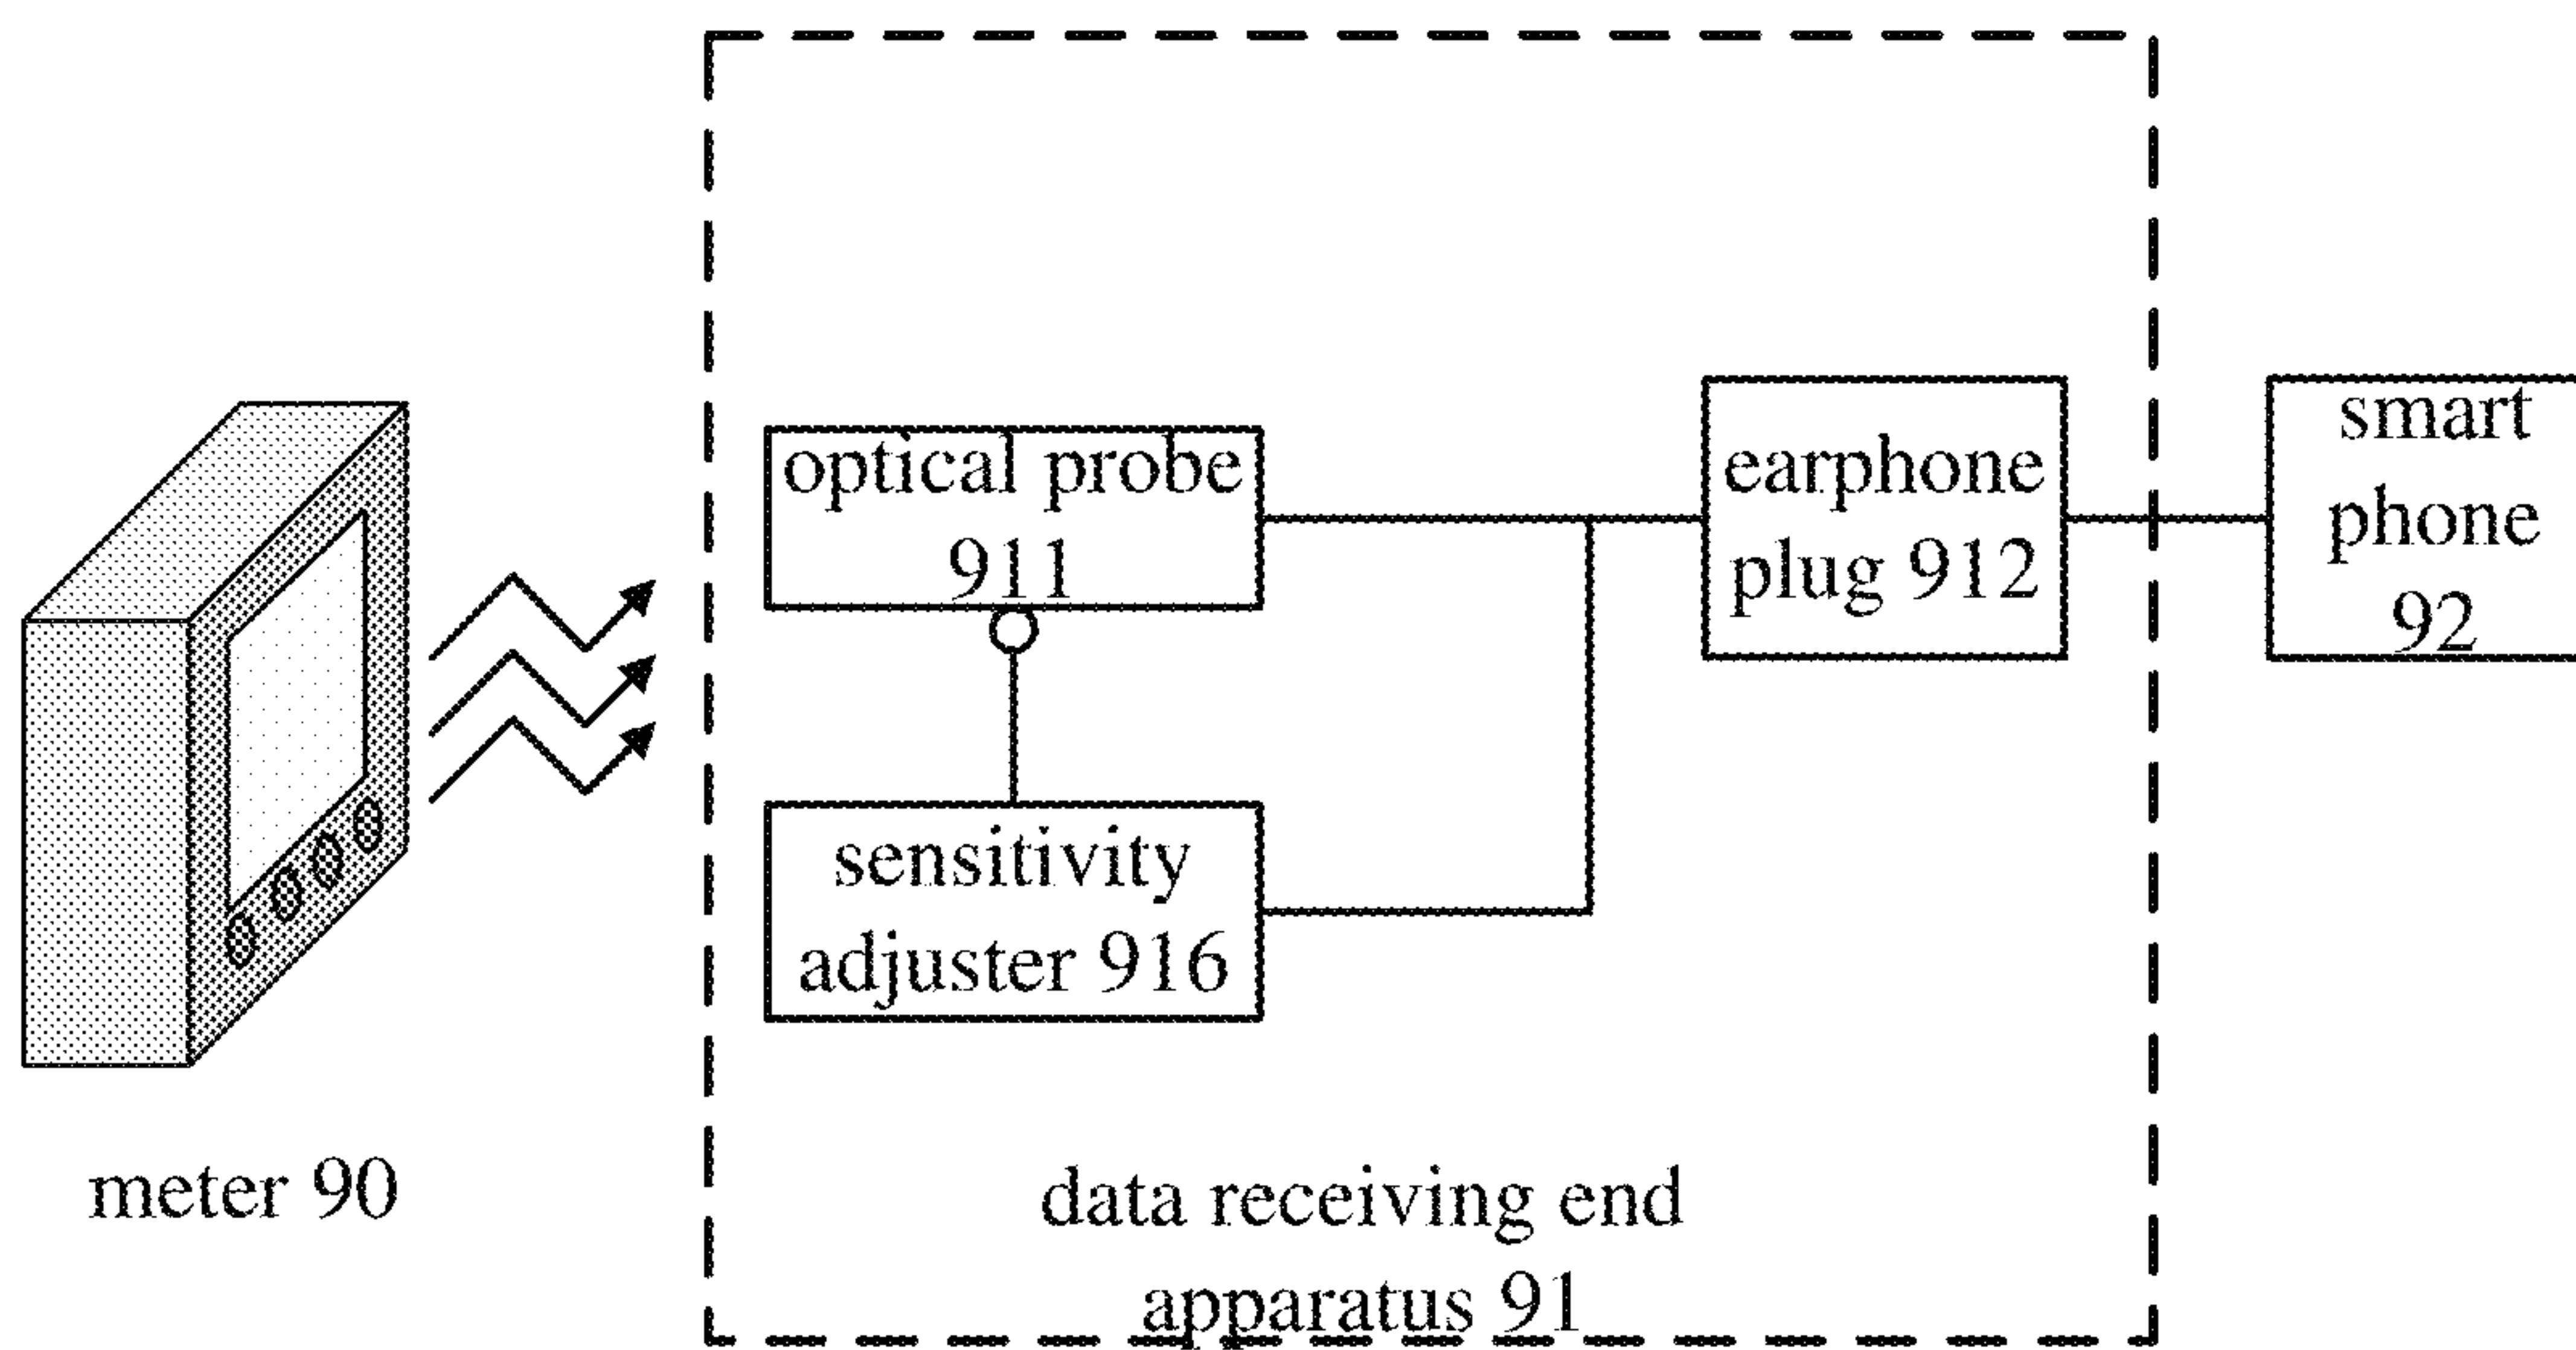 optical probe
911
earphone
plug 912
smart
phone
92
sensitivity
adjuster 916
meter 90
data receiving end
apparatus 91